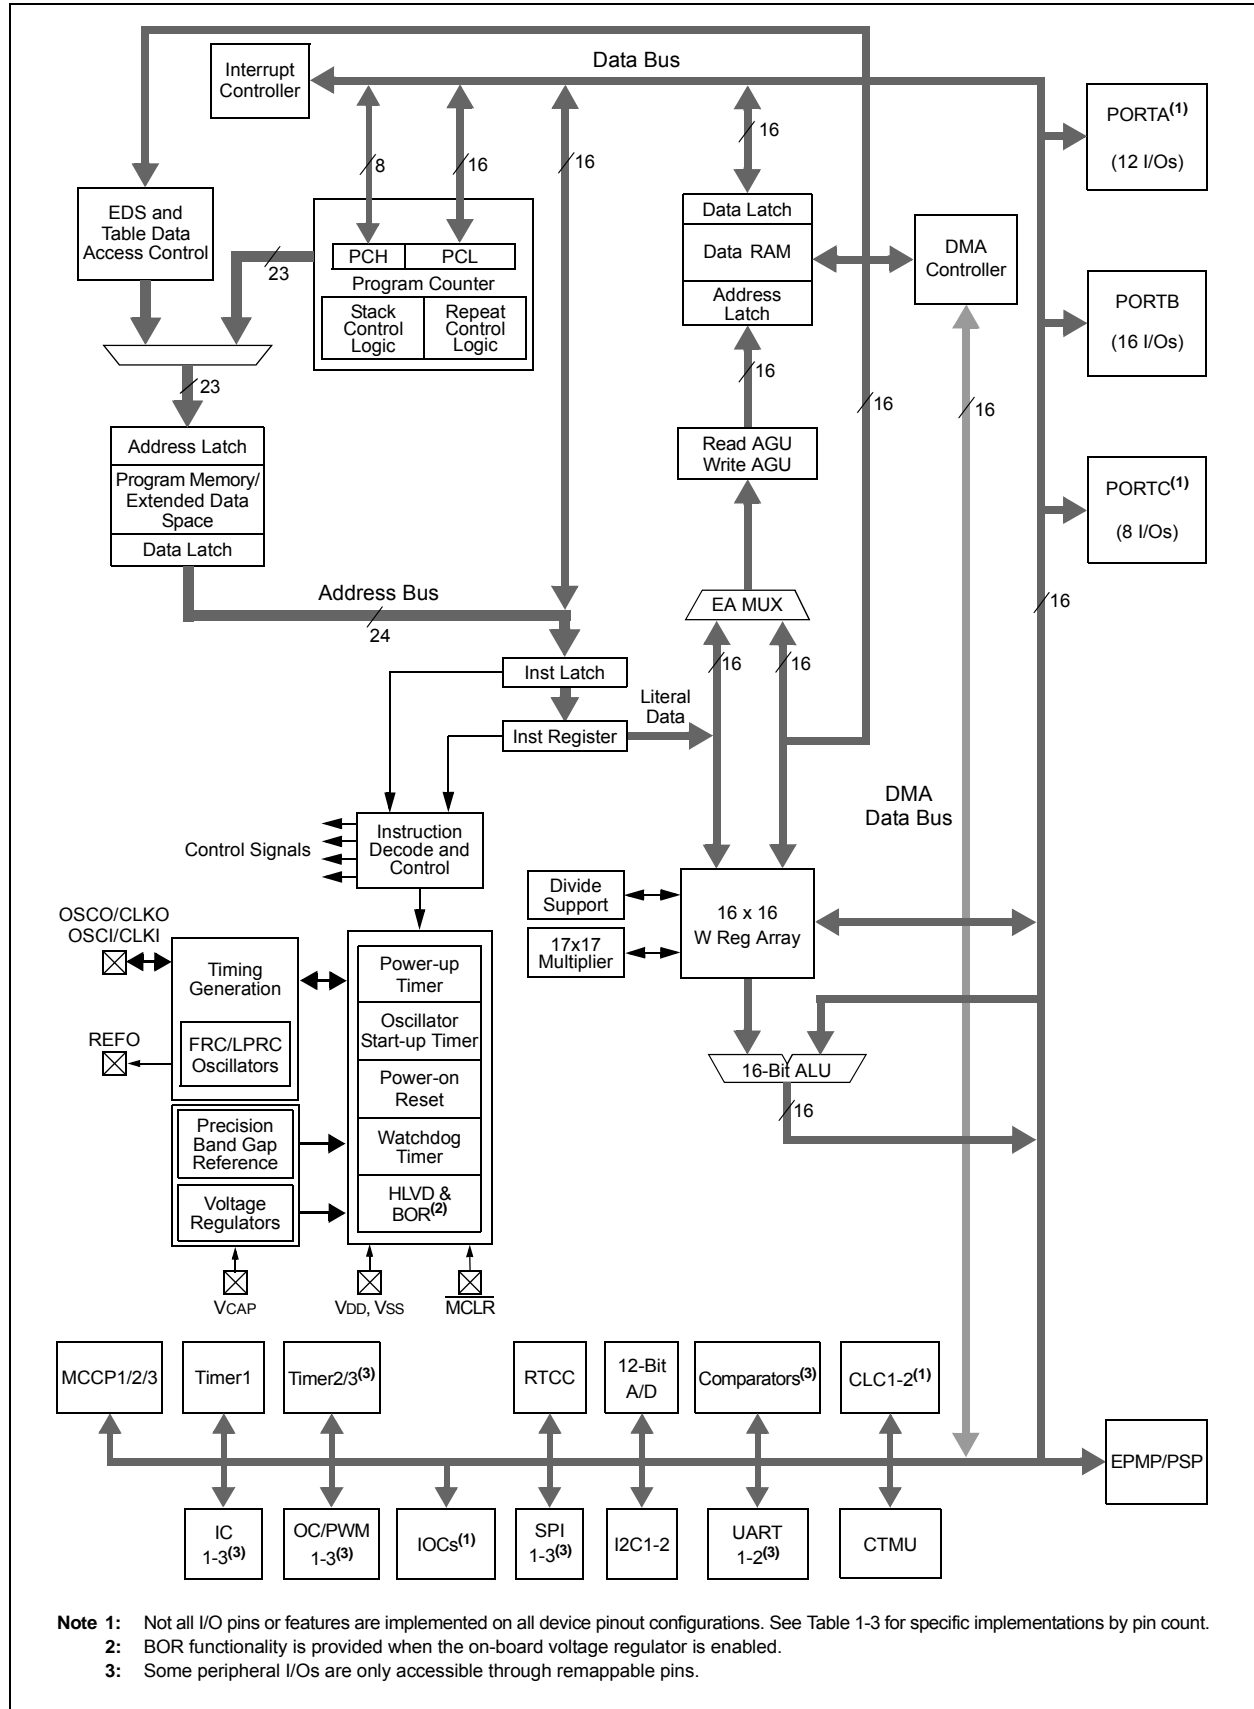 Data Bus
Interrupt
Controller
PORTA(1)
(12 I/Os)
8
16
16
16
EDS and
Table Data
Access Control
23
PCH
PCL
Program Counter
Stack
Control
Logic
Repeat
Control
Logic
Data Latch
Data RAM
Address
Latch
DMA
Controller
PORTB
(16 I/Os)
23
16
16
16
Address Latch
Program Memory/
Extended Data
Space
Data Latch
Read AGU
Write AGU
PORTC(1)
(8 I/Os)
Address Bus
24
EA MUX
16
16
16
Inst Latch
Literal
Data
Inst Register
DMA
Data Bus
Control Signals
Instruction
Decode and
Control
Divide
Support
17x17
Multiplier
16 x 16
W Reg Array
OSCO/CLKO
OSCI/CLKI
Timing
Generation
REFO
FRC/LPRC
Oscillators
Power-up
Timer
Oscillator
Start-up Timer
Power-on
Reset
Watchdog
Timer
HLVD &
BOR(2)
16-Bit ALU
16
Precision
Band Gap
Reference
Voltage
Regulators
VCAP
VDD, VSS
MCLR
MCCP1/2/3
Timer1
Timer2/3(3)
RTCC
12-Bit
A/D
Comparators(3)
CLC1-2(1)
EPMP/PSP
IC
1-3(3)
OC/PWM
1-3(3)
IOCs(1)
SPI
1-3(3)
I2C1-2
UART
1-2(3)
CTMU
Note 1: Not all I/O pins or features are implemented on all device pinout configurations. See Table 1-3 for specific implementations by pin count.
2: BOR functionality is provided when the on-board voltage regulator is enabled.
3: Some peripheral I/Os are only accessible through remappable pins.